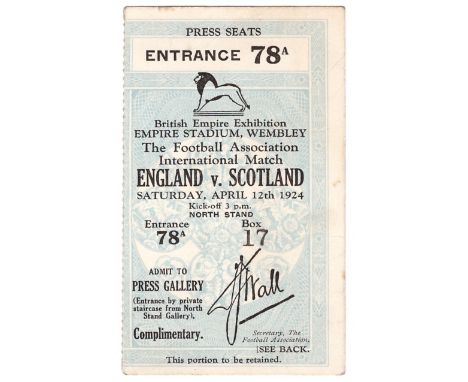 PRESS SEATS
ENTRANCE 78A
British Empire Exhibition
EMPIRE STADIUM, WEMBLEY
The Football Association
International Match
ENGLAND v. SCOTLAND
SATURDAY, APRIL 12th 1924
Kick-off 3 p.m.
NORTH STAND
Entrance
78A
Box
17
ADMIT TO
PRESS GALLERY
(Entrance by private
staircase from North
Stand Gallery).
Complimentary.
FJWall
Secretary, The
Football Association,
SEE BACK.
This portion to be retained.